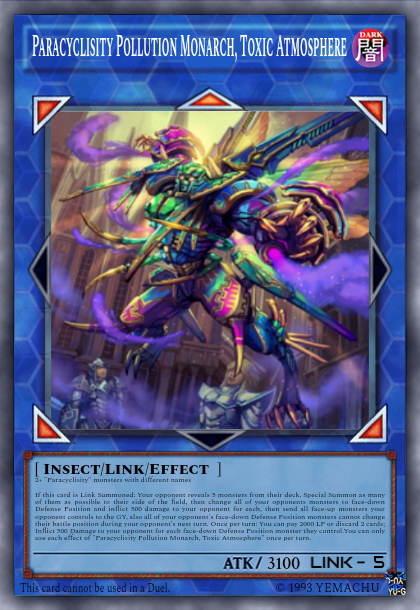 Paracyclisity Pollution Monarch, Toxic Atmosphere
DARK
闇
[ Insect/Link/Effect ]
2+ "Paracyclisity" monsters with different names
If this card is Link Summoned: Your opponent reveals 5 monsters from their deck, Special Summon as many
of them as possible to their side of the field, then change all of your opponents monsters to face-down
Defense Position and inflict 500 damage to your opponent for each, then send all face-up monsters your
opponent controls to the GY, also all of your opponent's face-down Defense Position monsters cannot change
their battle position during your opponent's next turn. Once per turn: You can pay 2000 LP or discard 2 cards;
Inflict 500 Damage to your opponent for each face-down Defense Position monster they control.You can only
use each effect of "Paracyclisity Pollution Monarch, Toxic Atmosphere" once per turn.
ATK/ 3100 LINK - 5
This card cannot be used in a Duel. © 1993 YEMACHU